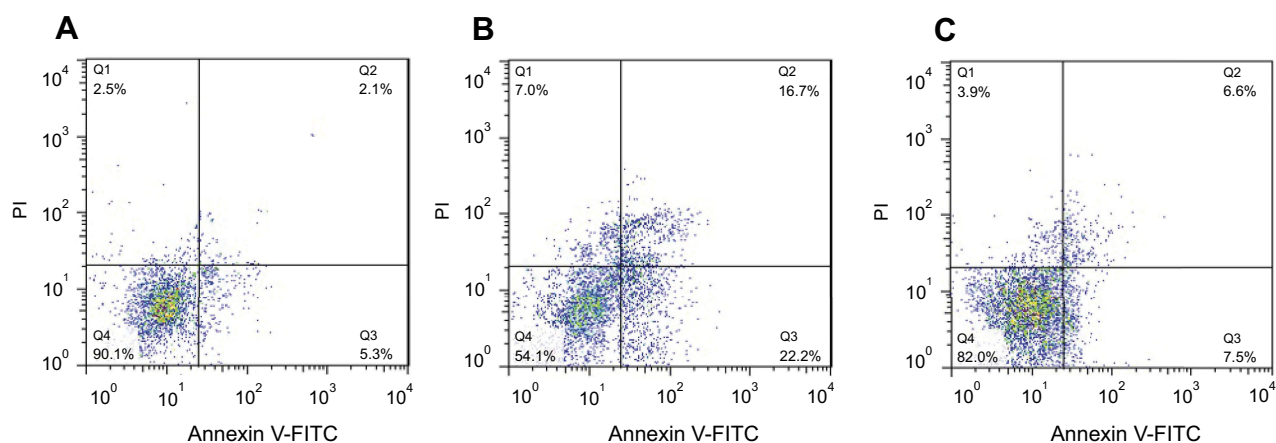 A
10⁴
10³
10²
10¹
10⁰
PI
Q1
2.5%
Q2
2.1%
Q4
90.1%
Q3
5.3%
10⁰ 10¹ 10² 10³ 10⁴
Annexin V-FITC
B
10⁴
10³
10²
10¹
10⁰
PI
Q1
7.0%
Q2
16.7%
Q4
54.1%
Q3
22.2%
10⁰ 10¹ 10² 10³ 10⁴
Annexin V-FITC
C
10⁴
10³
10²
10¹
10⁰
PI
Q1
3.9%
Q2
6.6%
Q4
82.0%
Q3
7.5%
10⁰ 10¹ 10² 10³ 10⁴
Annexin V-FITC